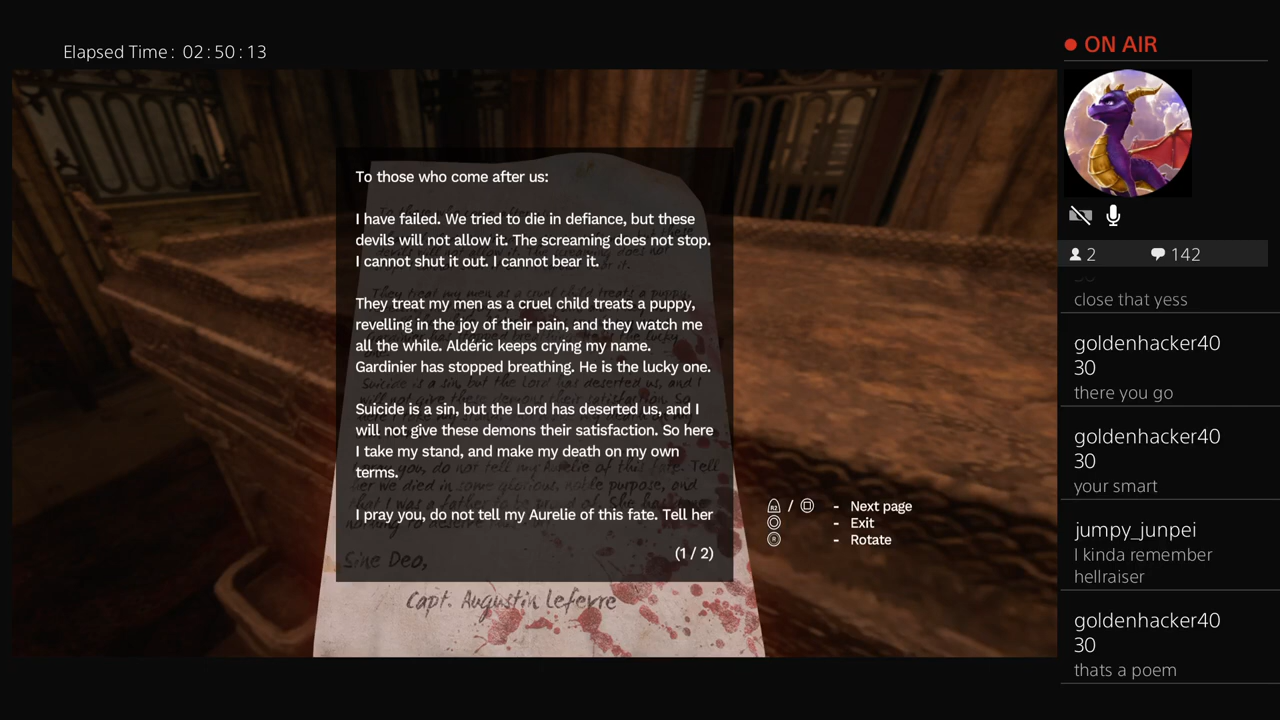 Elapsed Time: 02:50:13
ON AIR
2
142
close that yess
goldenhacker40
30
there you go
goldenhacker40
30
your smart
jumpy_junpei
I kinda remember
hellraiser
goldenhacker40
30
thats a poem
To those who come after us:
I have failed. We tried to die in defiance, but these
devils will not allow it. The screaming does not stop.
I cannot shut it out. I cannot bear it.
They treat my men as a cruel child treats a puppy,
revelling in the joy of their pain, and they watch me
all the while. Aldéric keeps crying my name.
Gardinier has stopped breathing. He is the lucky one.
Suicide is a sin, but the Lord has deserted us, and I
will not give these demons their satisfaction. So here
I take my stand, and make my death on my own
terms.
I pray you, do not tell my Aurelie of this fate. Tell her
(1 / 2)
R2 / - Next page
- Exit
R - Rotate
Sine Deo,
Capt. Augustin Lefevre